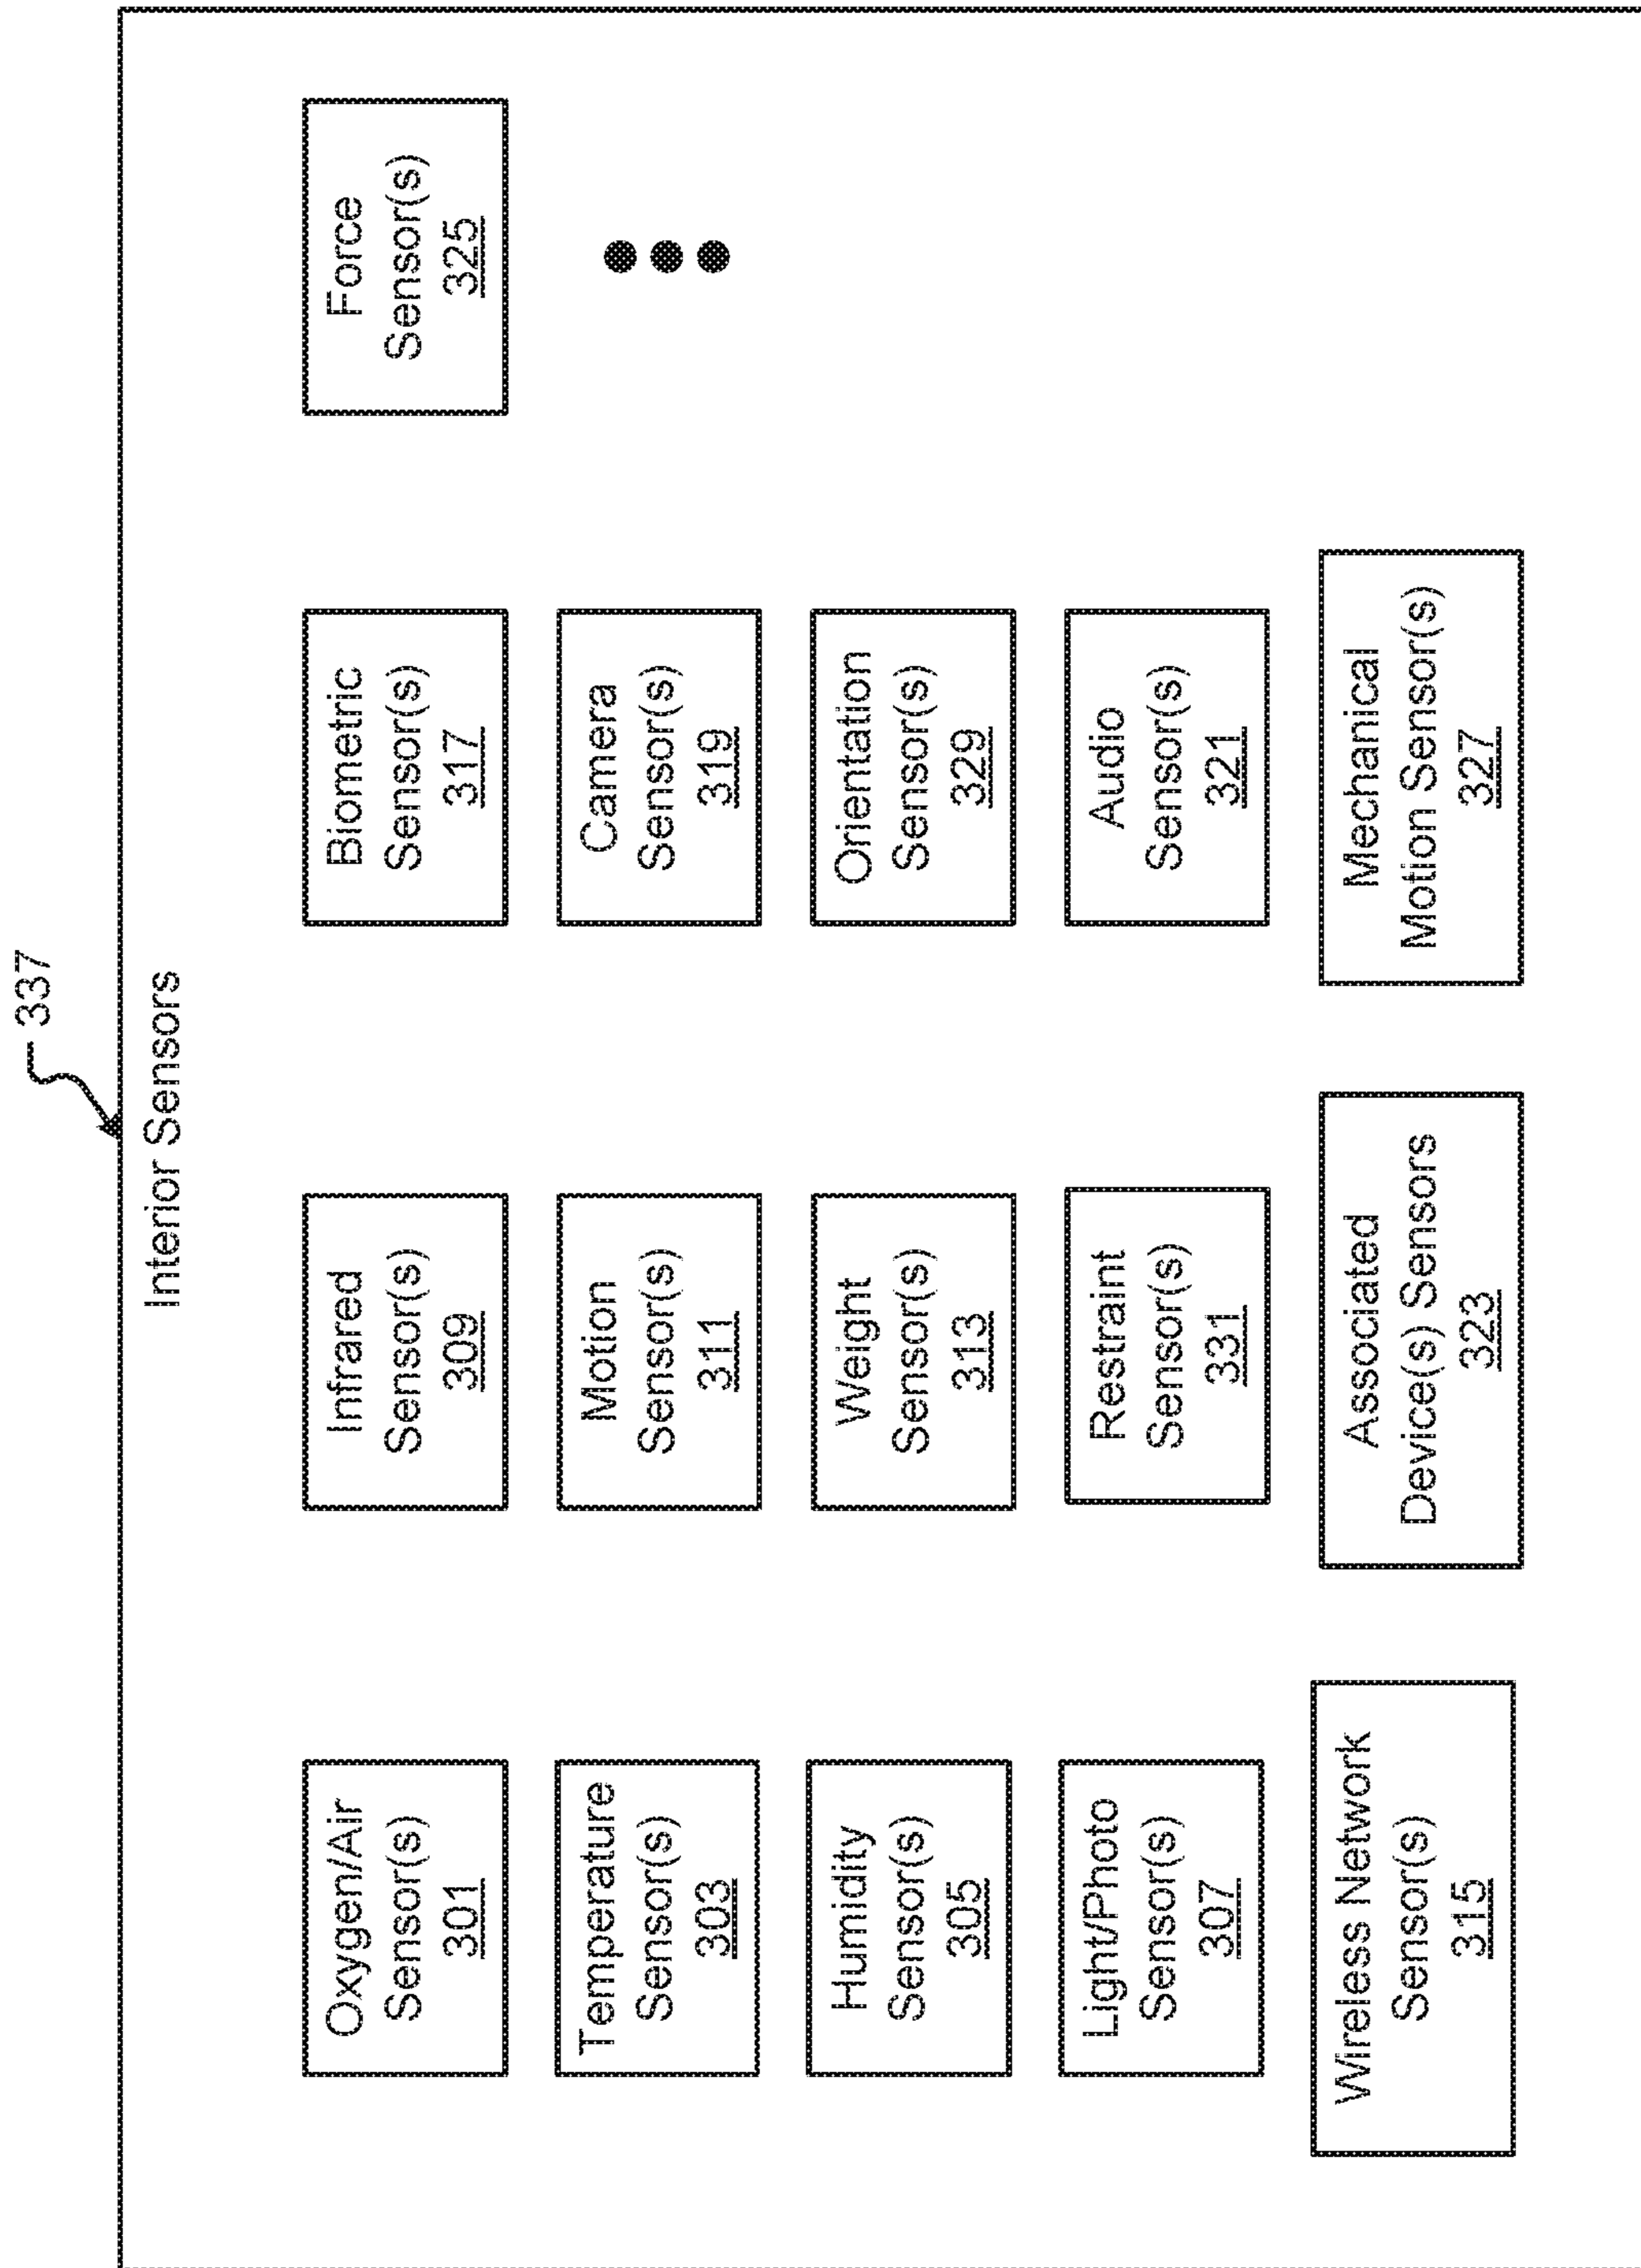 337
Interior Sensors
Oxygen/Air
Sensor(s)
301
Temperature
Sensor(s)
303
Humidity
Sensor(s)
305
Light/Photo
Sensor(s)
307
Wireless Network
Sensor(s)
315
Infrared
Sensor(s)
309
Motion
Sensor(s)
311
Weight
Sensor(s)
313
Restraint
Sensor(s)
331
Associated
Device(s) Sensors
323
Biometric
Sensor(s)
317
Camera
Sensor(s)
319
Orientation
Sensor(s)
329
Audio
Sensor(s)
321
Mechanical
Motion Sensor(s)
327
Force
Sensor(s)
325